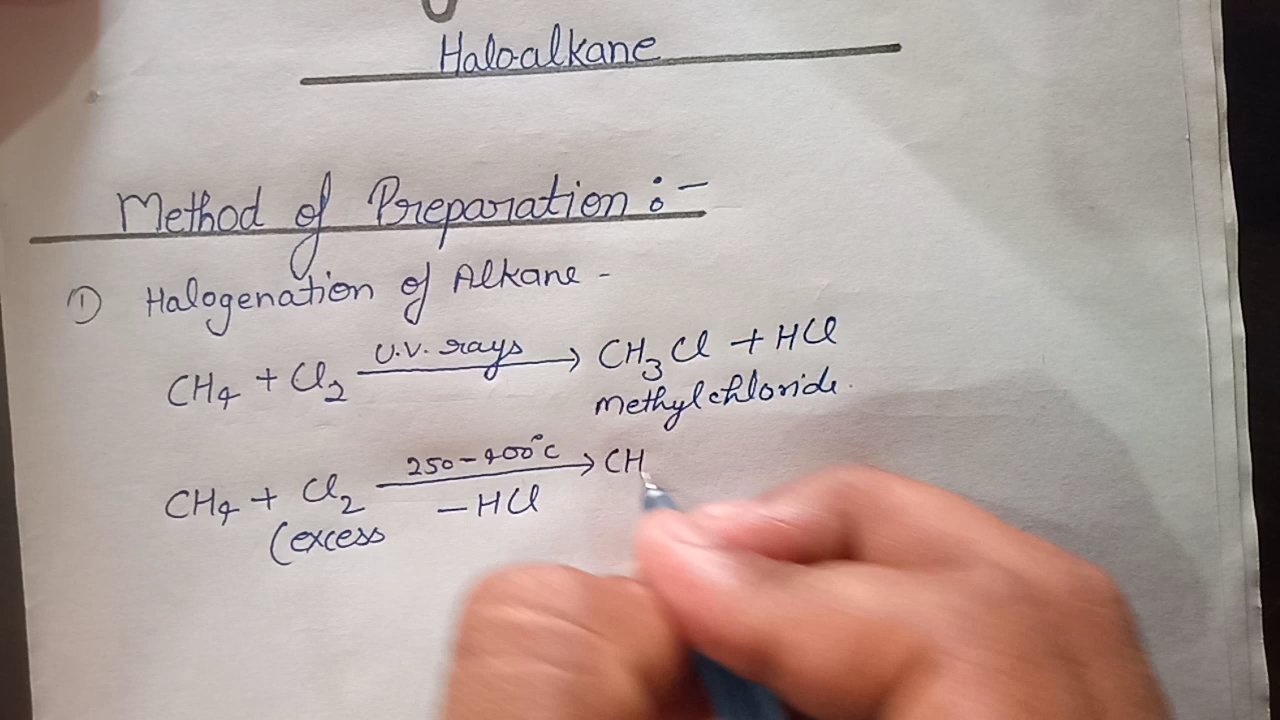 Haloalkane
Method of Preparation :-
① Halogenation of Alkane -
CH₄ + Cl₂ —U.V. rays→ CH₃Cl + HCl
Methylchloride.
CH₄ + Cl₂ —250-400°C→ CH
-HCl
(excess